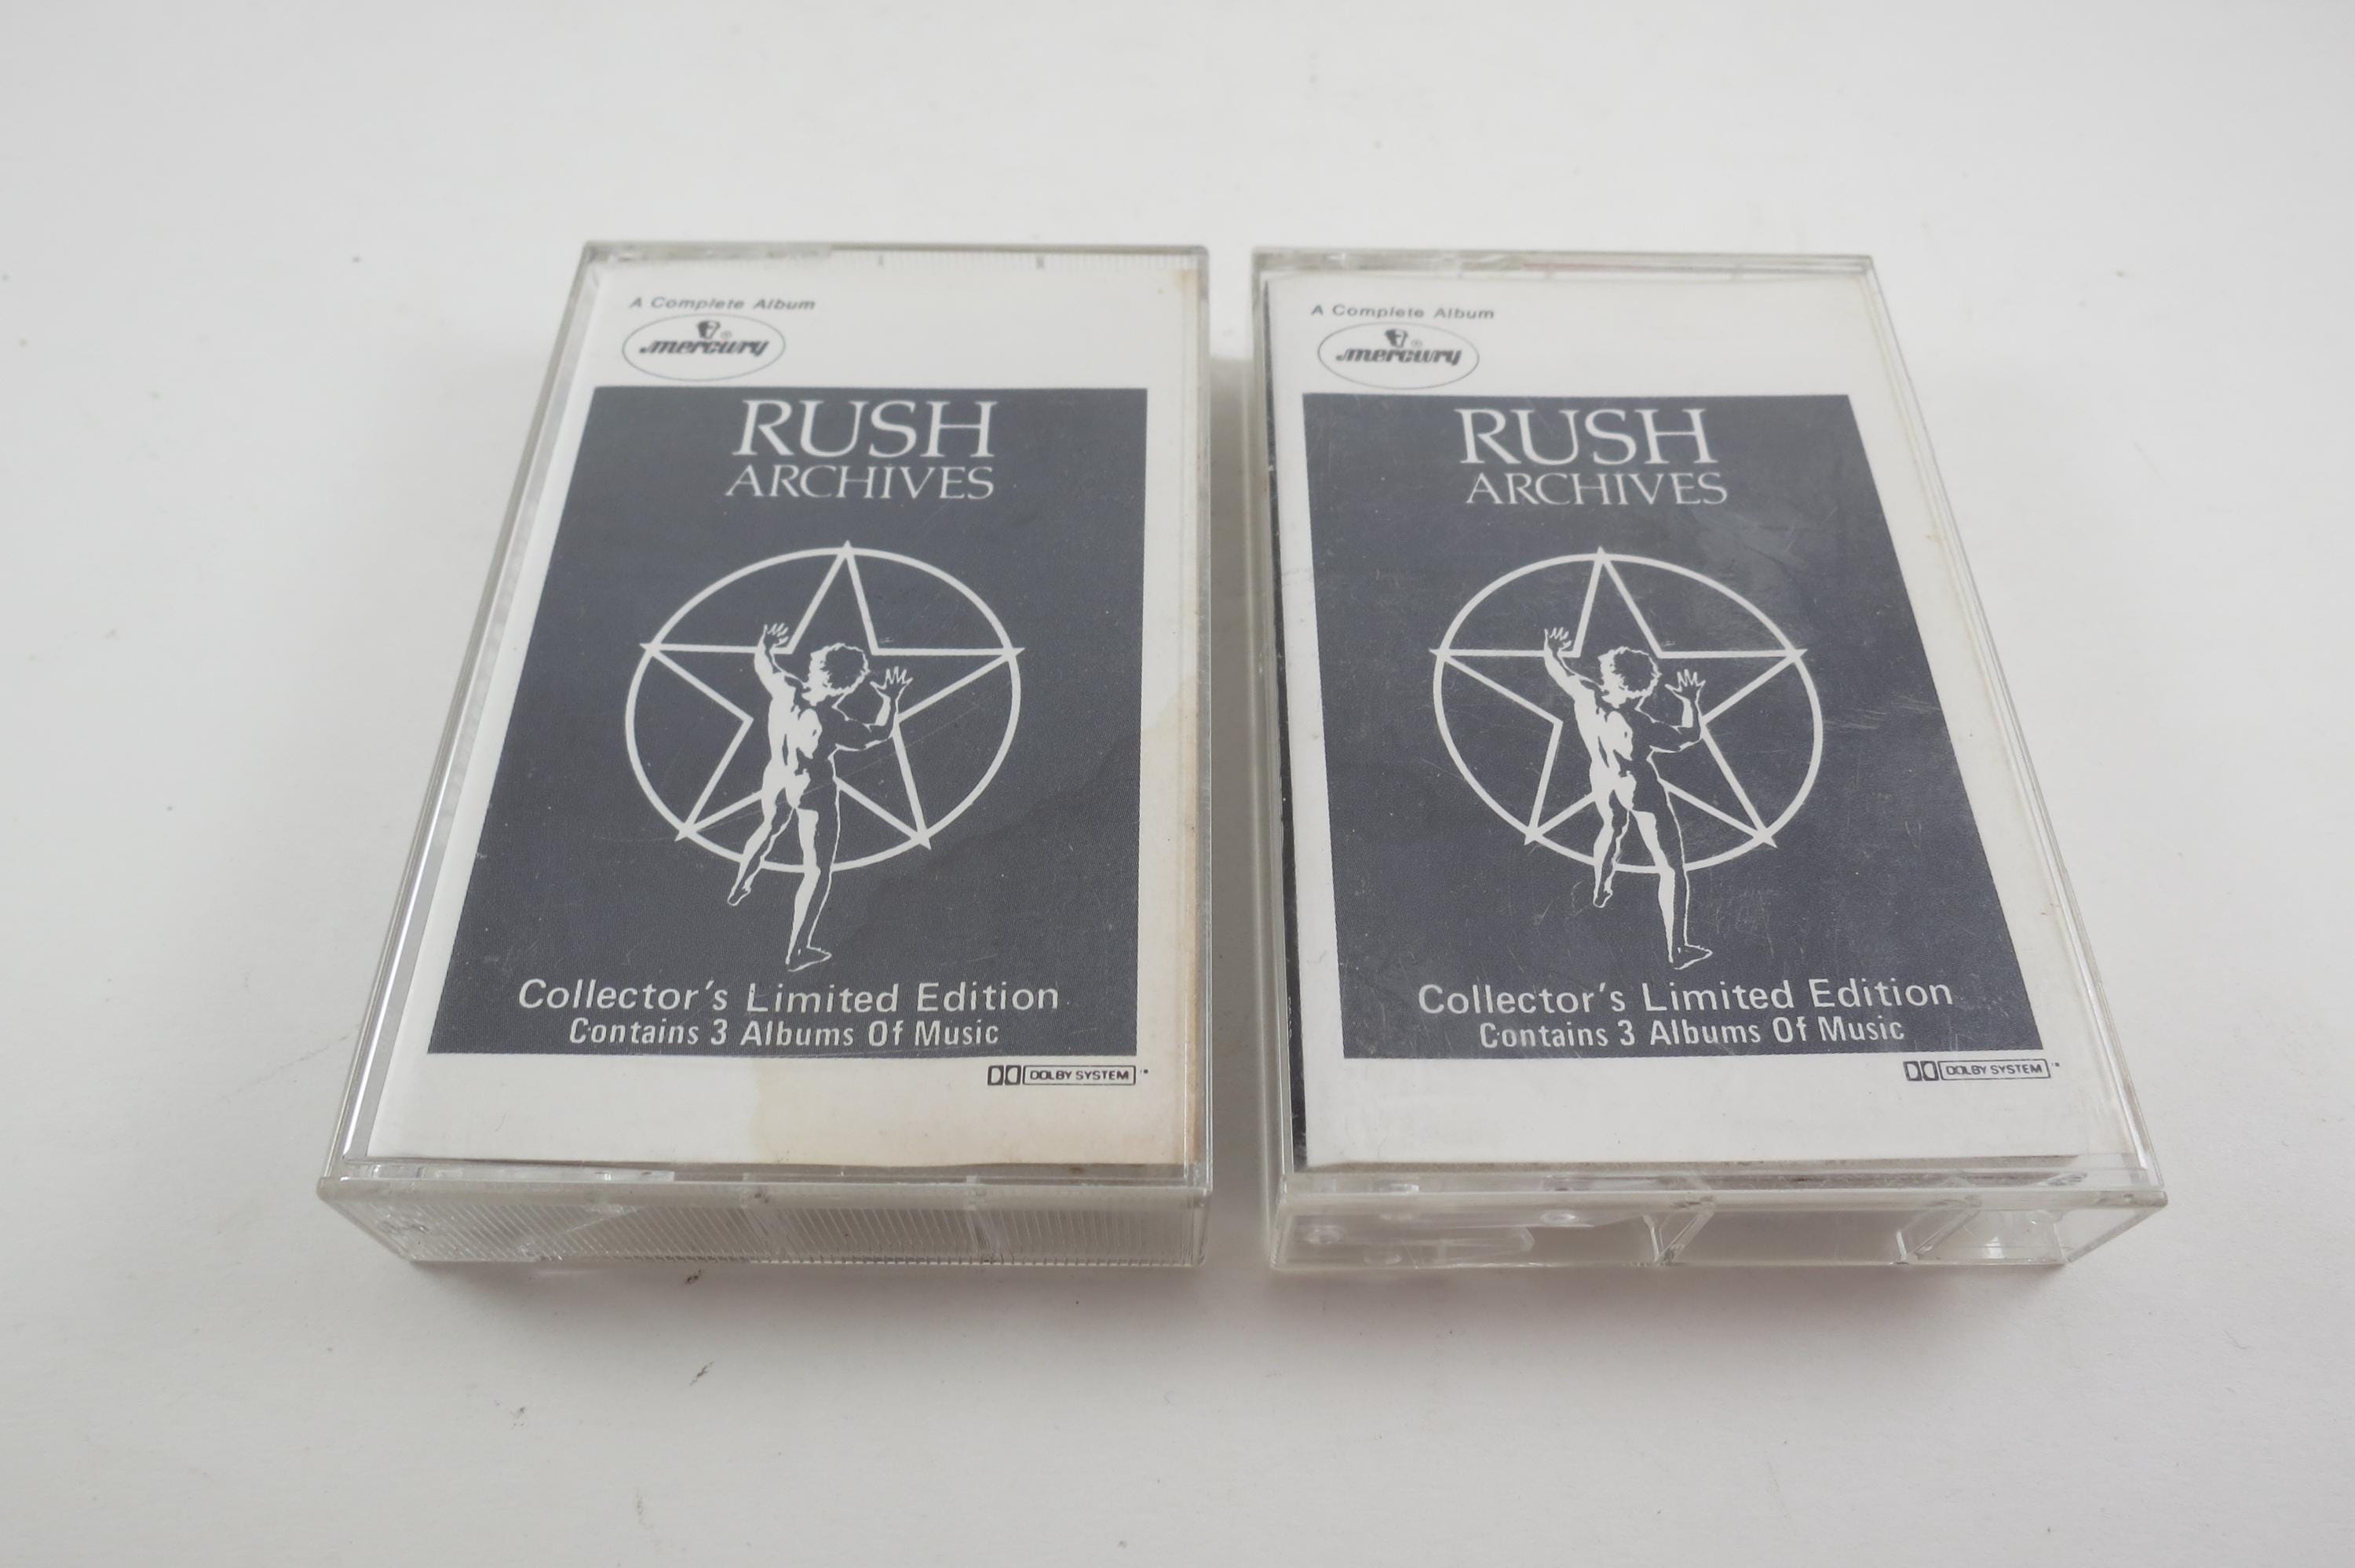 A Complete Album
mercury
RUSH
ARCHIVES
Collector's Limited Edition
Contains 3 Albums Of Music
DOLBY SYSTEM
A Complete Album
mercury
RUSH
ARCHIVES
Collector's Limited Edition
Contains 3 Albums Of Music
DOLBY SYSTEM